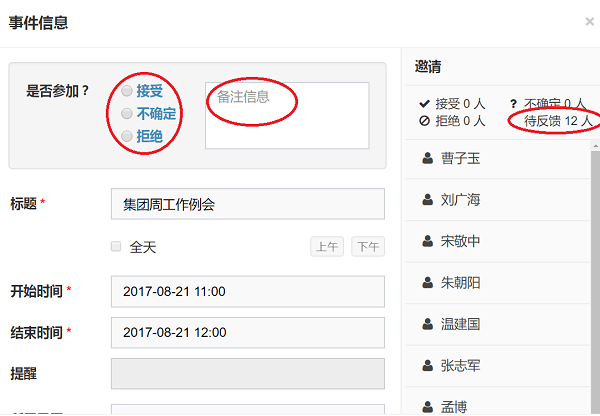 事件信息
×
是否参加？
接受
不确定
拒绝
备注信息
标题 *
集团周工作例会
全天
上午
下午
开始时间 *
2017-08-21 11:00
结束时间 *
2017-08-21 12:00
提醒
邀请
接受 0 人
? 不确定 0 人
拒绝 0 人
待反馈 12 人
曹子玉
刘广海
宋敬中
朱朝阳
温建国
张志军
孟博